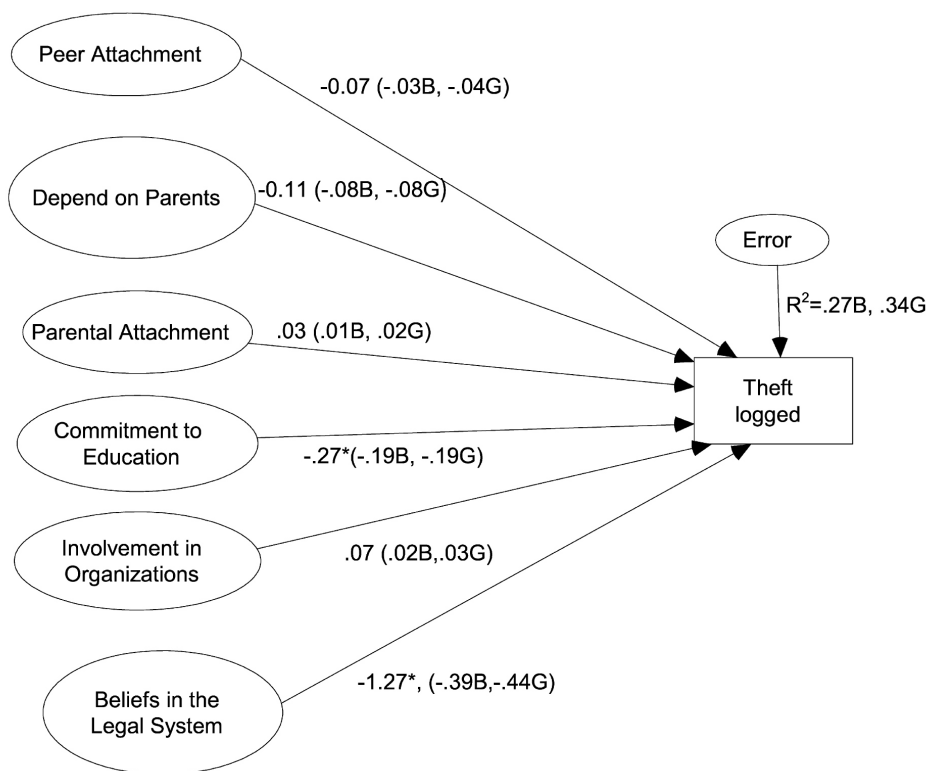 Peer Attachment
-0.07 (-.03B, -.04G)
Depend on Parents
-0.11 (-.08B, -.08G)
Error
R²=.27B, .34G
Parental Attachment
.03 (.01B, .02G)
Theft
logged
Commitment to
Education
-.27*(-.19B, -.19G)
Involvement in
Organizations
.07 (.02B,.03G)
Beliefs in the
Legal System
-1.27*, (-.39B,-.44G)